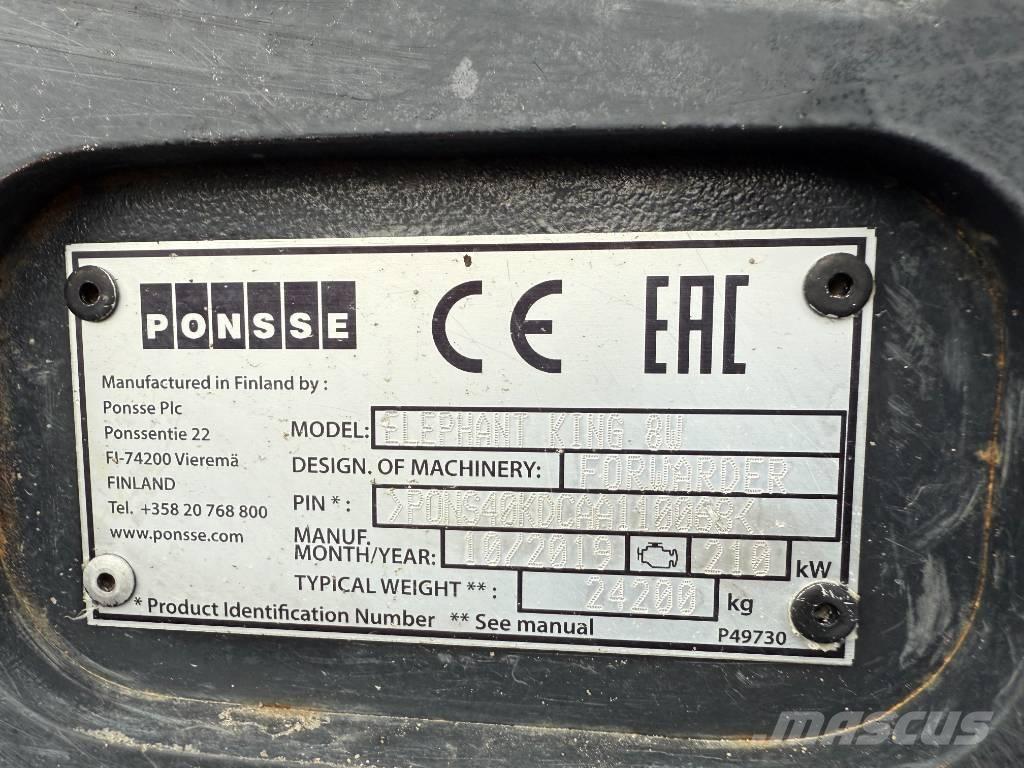 PONSSE
CE EAC
Manufactured in Finland by :
Ponsse Plc
Ponssentie 22
FI-74200 Vieremä
FINLAND
Tel. +358 20 768 800
www.ponsse.com
MODEL: ELEPHANT KING 8W
DESIGN. OF MACHINERY: FORWARDER
PIN * :
MANUF.
MONTH/YEAR: 10/2019 210 kW
TYPICAL WEIGHT ** : 24200 kg
* Product Identification Number ** See manual
P49730
mascus